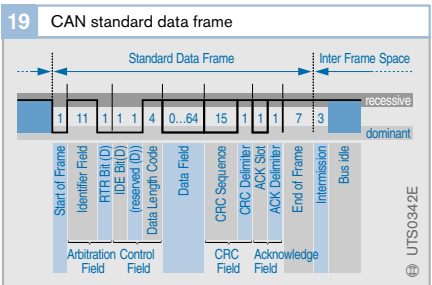 19 CAN standard data frame
Standard Data Frame
Inter Frame Space
recessive
1 11 1 1 1 4 0...64 15 1 1 1 7 3
dominant
Start of Frame
Identifier Field
RTR Bit (D)
IDE Bit(D)
(reserved (D))
Data Length Code
Data Field
CRC Sequence
CRC Delimiter
ACK Slot
ACK Delimiter
End of Frame
Intermission
Bus idle
Arbitration
Field
Control
Field
CRC
Field
Acknowledge
Field
UTS0342E